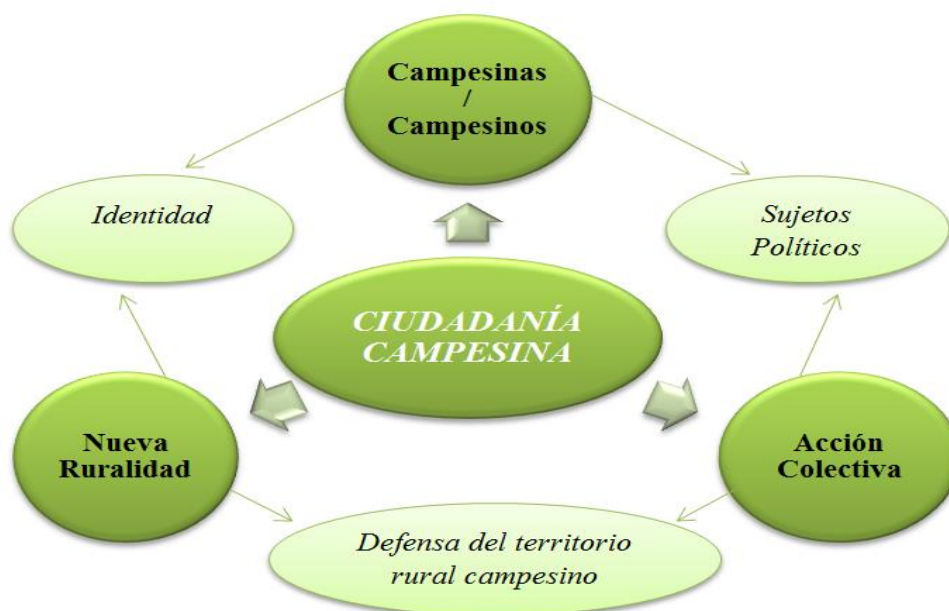 Campesinas
/
Campesinos
Identidad
Sujetos
Políticos
CIUDADANÍA
CAMPESINA
Nueva
Ruralidad
Acción
Colectiva
Defensa del territorio
rural campesino